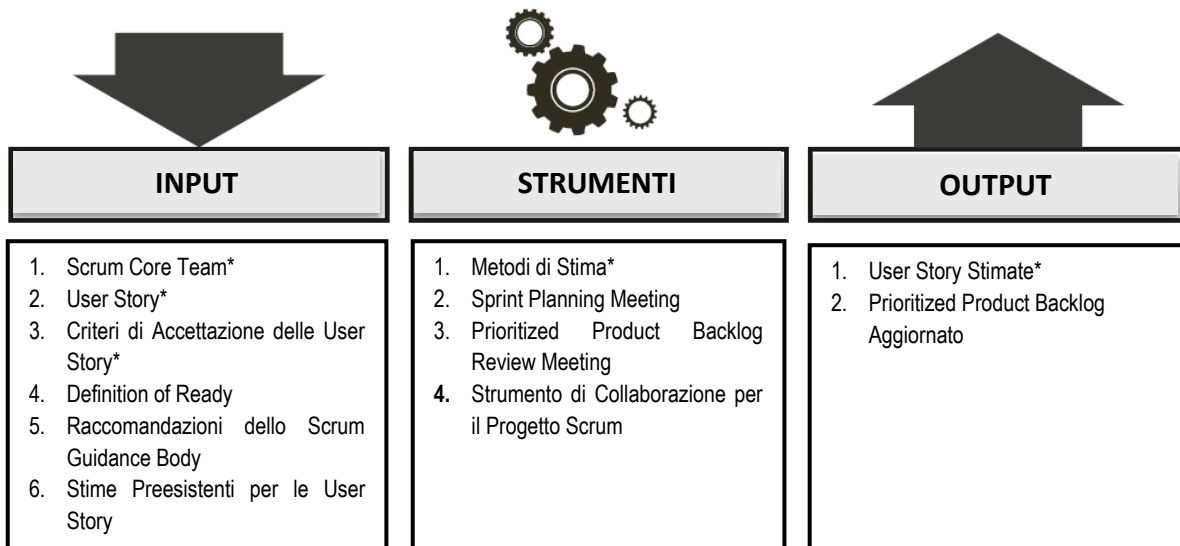 INPUT
1. Scrum Core Team*
2. User Story*
3. Criteri di Accettazione delle User
Story*
4. Definition of Ready
5. Raccomandazioni dello Scrum
Guidance Body
6. Stime Preesistenti per le User
Story
STRUMENTI
1. Metodi di Stima*
2. Sprint Planning Meeting
3. Prioritized Product Backlog
Review Meeting
4. Strumento di Collaborazione per
il Progetto Scrum
OUTPUT
1. User Story Stimate*
2. Prioritized Product Backlog
Aggiornato